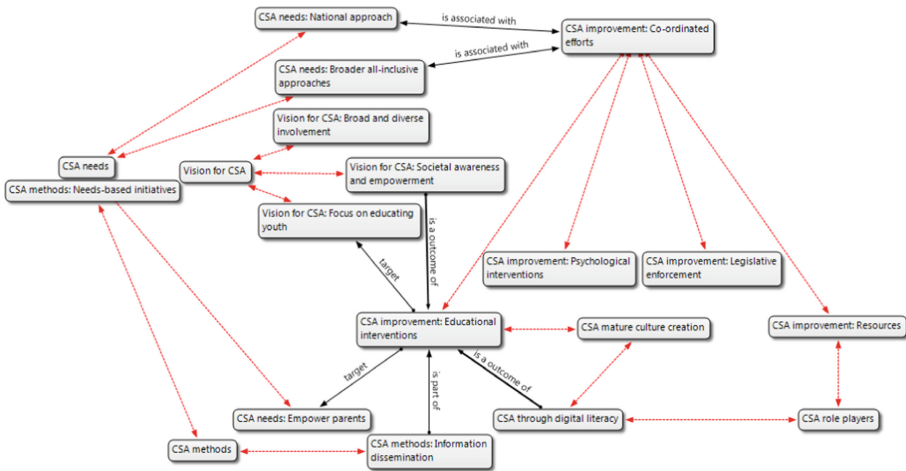 CSA needs: National approach
is associated with
CSA improvement: Co-ordinated
efforts
is associated with
CSA needs: Broader all-inclusive
approaches
Vision for CSA: Broad and diverse
involvement
CSA needs
Vision for CSA
Vision for CSA: Societal awareness
and empowerment
CSA methods: Needs-based initiatives
Vision for CSA: Focus on educating
youth
is a outcome of
target
CSA improvement: Psychological
interventions
CSA improvement: Legislative
enforcement
CSA improvement: Educational
interventions
CSA mature culture creation
CSA improvement: Resources
target
is part of
is a outcome of
CSA needs: Empower parents
CSA through digital literacy
CSA role players
CSA methods
CSA methods: Information
dissemination